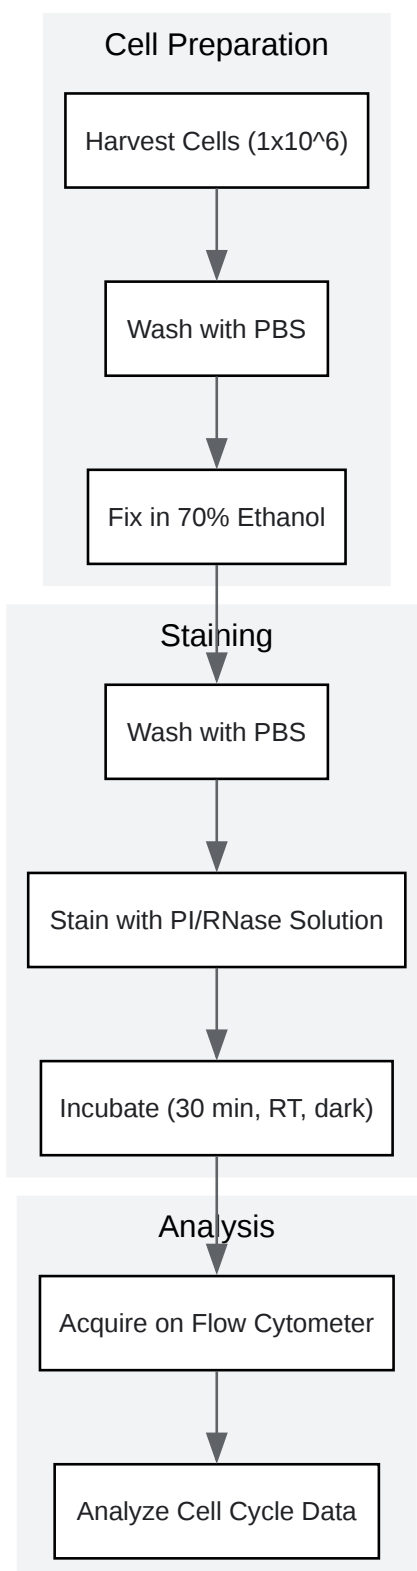 Cell Preparation
Harvest Cells (1x10^6)
Wash with PBS
Fix in 70% Ethanol
Staining
Wash with PBS
Stain with PI/RNase Solution
Incubate (30 min, RT, dark)
Analysis
Acquire on Flow Cytometer
Analyze Cell Cycle Data